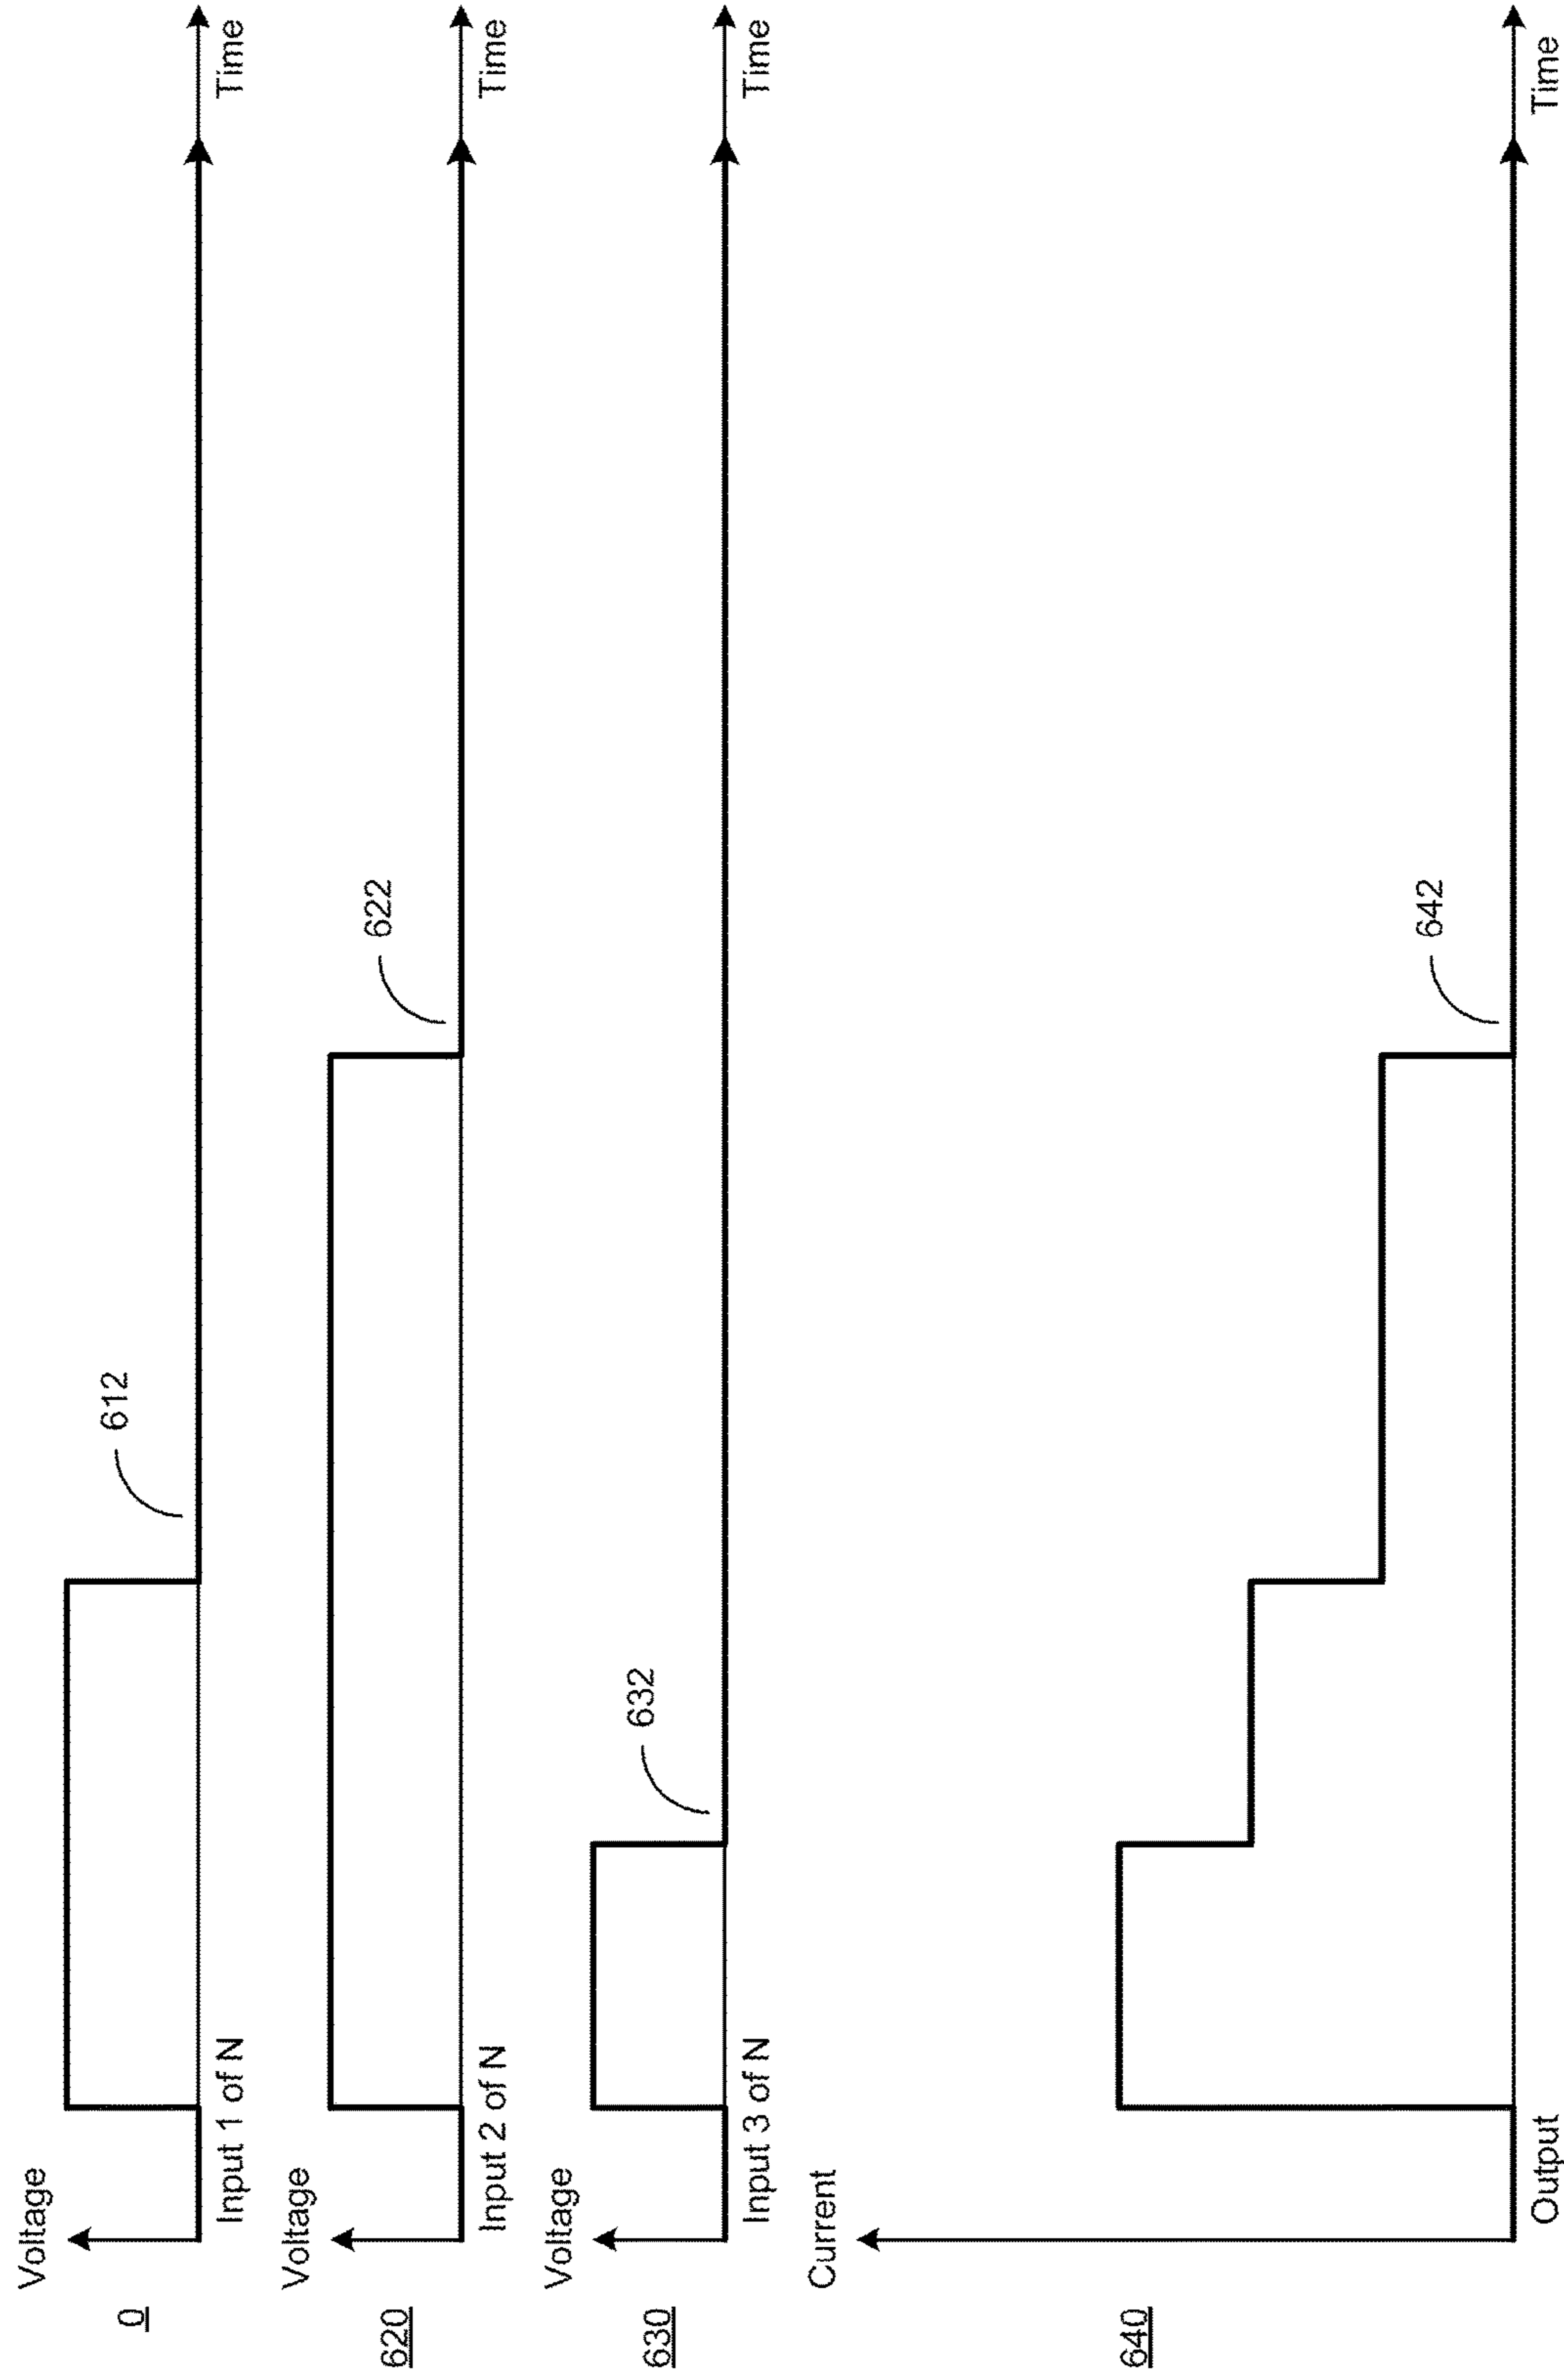 Voltage
0
612
Input 1 of N
Time
Voltage
620
622
Input 2 of N
Time
Voltage
630
632
Input 3 of N
Time
Current
640
642
Output
Time